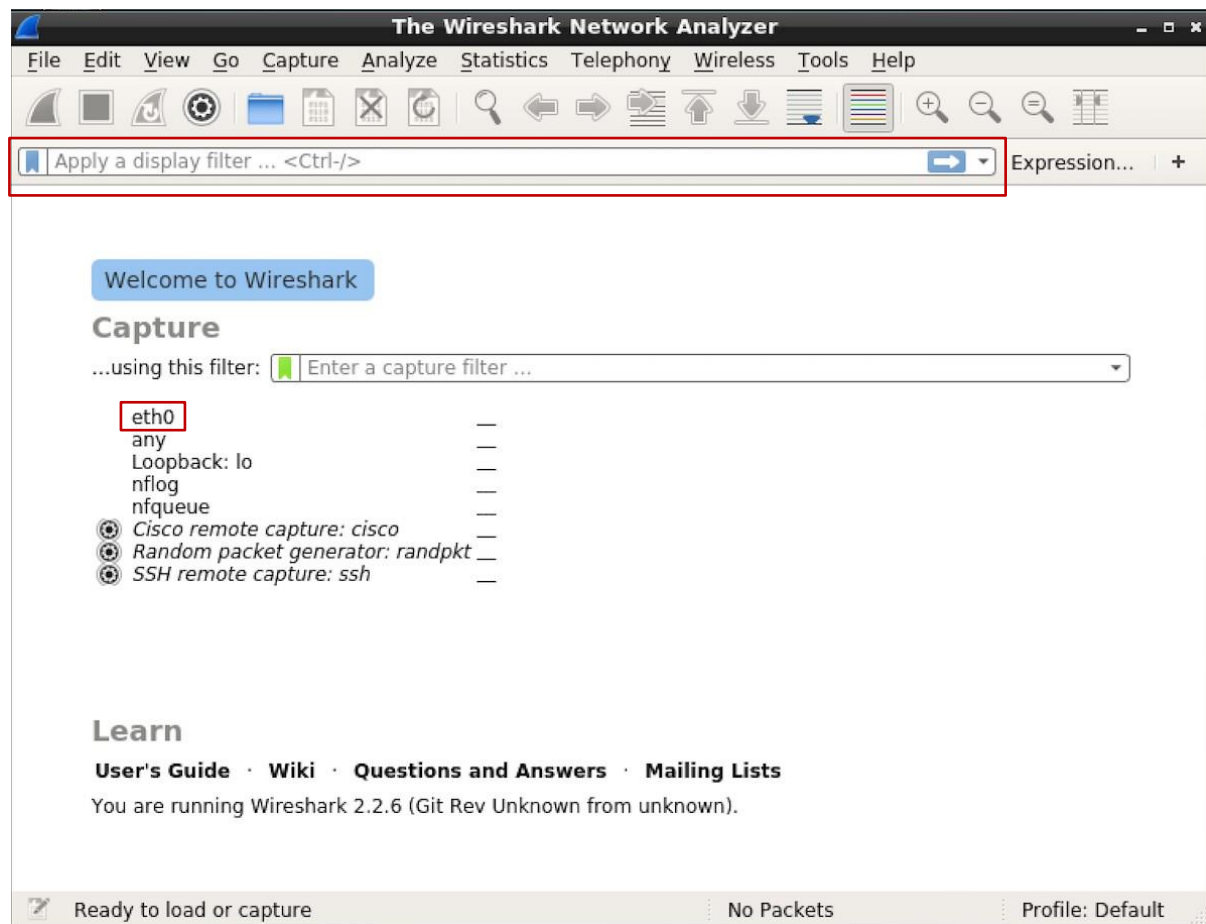 The Wireshark Network Analyzer
File Edit View Go Capture Analyze Statistics Telephony Wireless Tools Help
Apply a display filter ... <Ctrl-/> Expression... +
Welcome to Wireshark
Capture
...using this filter: Enter a capture filter ...
eth0
any
Loopback: lo
nflog
nfqueue
Cisco remote capture: cisco
Random packet generator: randpkt
SSH remote capture: ssh
Learn
User's Guide · Wiki · Questions and Answers · Mailing Lists
You are running Wireshark 2.2.6 (Git Rev Unknown from unknown).
Ready to load or capture No Packets Profile: Default